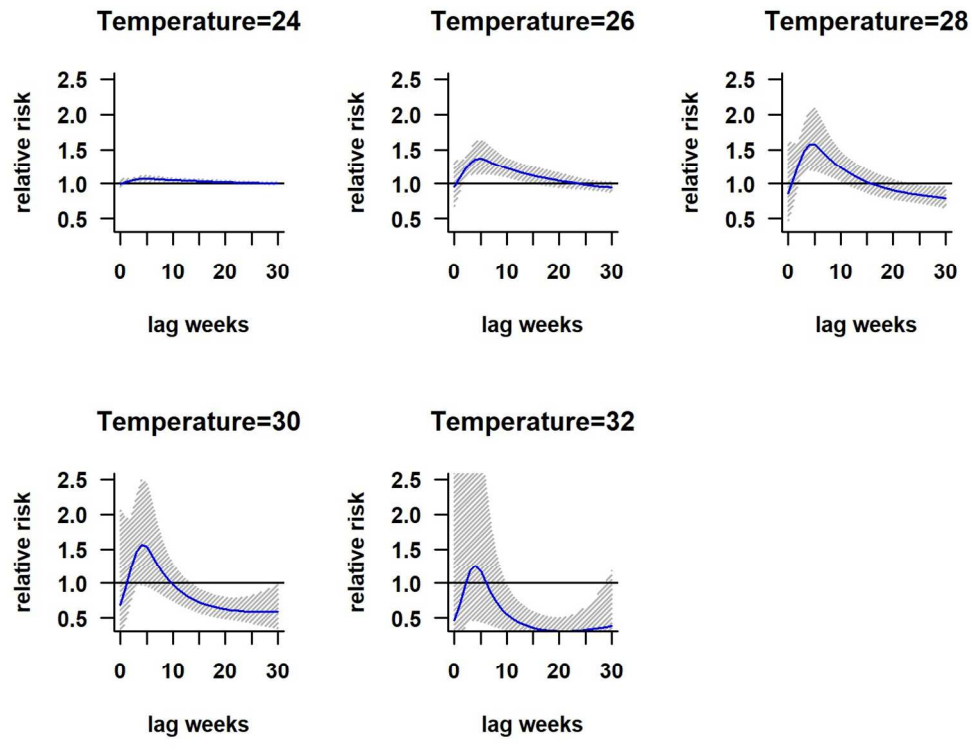 Temperature=24
relative risk
2.5
2.0
1.5
1.0
0.5
0 10 20 30
lag weeks
Temperature=26
relative risk
2.5
2.0
1.5
1.0
0.5
0 10 20 30
lag weeks
Temperature=28
relative risk
2.5
2.0
1.5
1.0
0.5
0 10 20 30
lag weeks
Temperature=30
relative risk
2.5
2.0
1.5
1.0
0.5
0 10 20 30
lag weeks
Temperature=32
relative risk
2.5
2.0
1.5
1.0
0.5
0 10 20 30
lag weeks